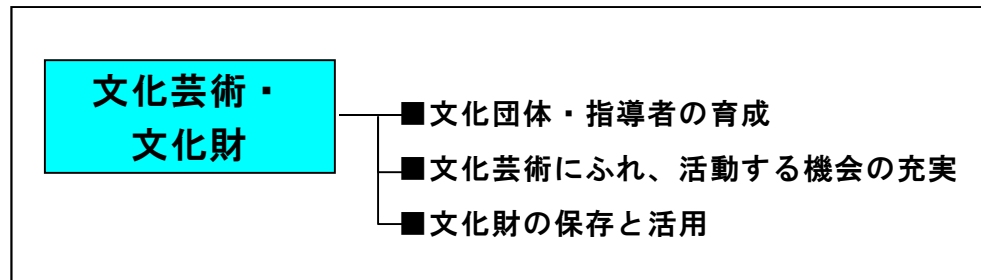 文化芸術・
文化財
■文化団体・指導者の育成
■文化芸術にふれ、活動する機会の充実
■文化財の保存と活用